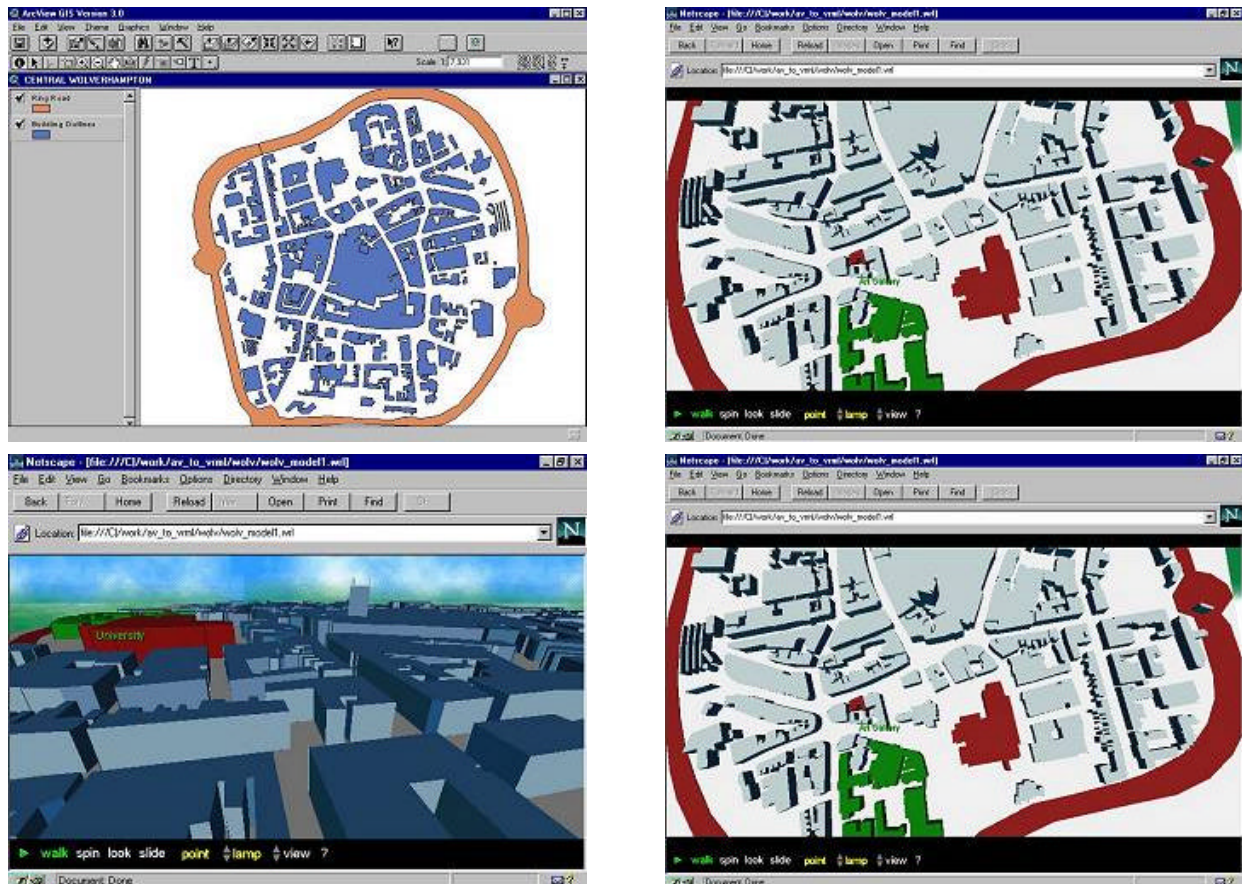 ArcView GIS Version 3.0
File Edit View Theme Graphics Window Help
Scale 1:
CENTRAL WOLVERHAMPTON
Ring Road
Building Outlines
Netscape - [file:///C|/work/av_to_vrml/wolv/wolv_model1.wrl]
File Edit View Go Bookmarks Options Directory Window Help
Back Home Reload Open Print Find
Location: file:///C|/work/av_to_vrml/wolv/wolv_model1.wrl
N
Art Gallery
walk spin look slide point lamp view ?
Document: Done
Netscape - [file:///C|/work/av_to_vrml/wolv/wolv_model1.wrl]
File Edit View Go Bookmarks Options Directory Window Help
Back Home Reload Open Print Find
Location: file:///C|/work/av_to_vrml/wolv/wolv_model1.wrl
N
University
walk spin look slide point lamp view ?
Document: Done
Netscape - [file:///C|/work/av_to_vrml/wolv/wolv_model1.wrl]
File Edit View Go Bookmarks Options Directory Window Help
Back Home Reload Open Print Find
Location: file:///C|/work/av_to_vrml/wolv/wolv_model1.wrl
N
Art Gallery
walk spin look slide point lamp view ?
Document: Done